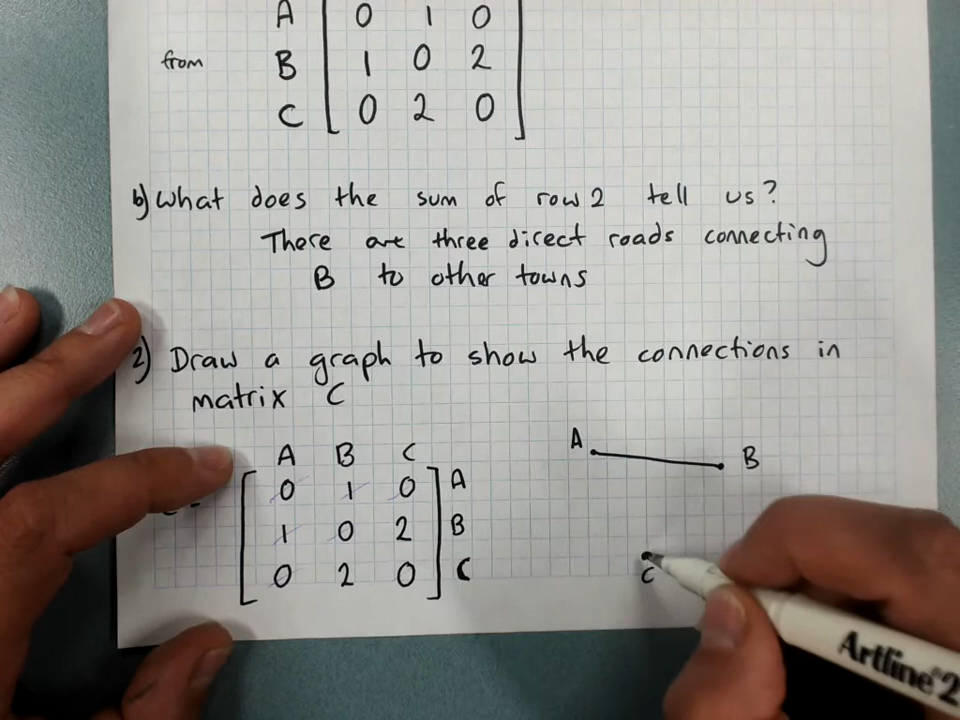 A 0 1 0
from B 1 0 2
C 0 2 0
b) What does the sum of row 2 tell us?
There are three direct roads connecting
B to other towns
2) Draw a graph to show the connections in
matrix C
A B C
0 1 0 A
1 0 2 B
0 2 0 C
A B
C
Artline 2